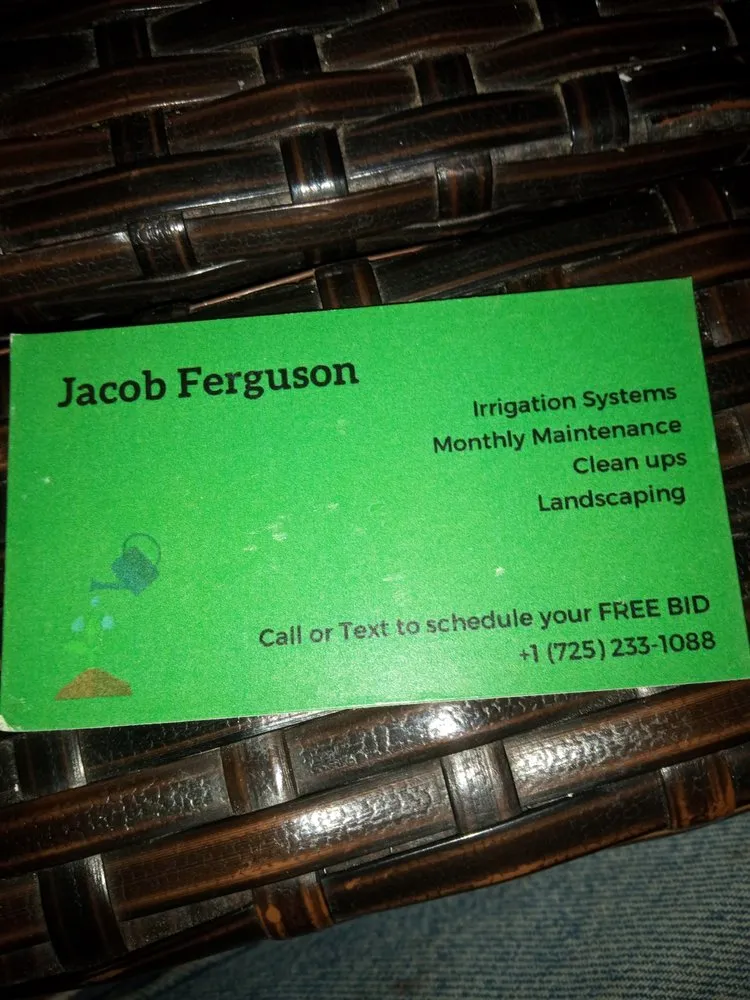 Jacob Ferguson
Irrigation Systems
Monthly Maintenance
Clean ups
Landscaping
Call or Text to schedule your FREE BID
+1 (725) 233-1088